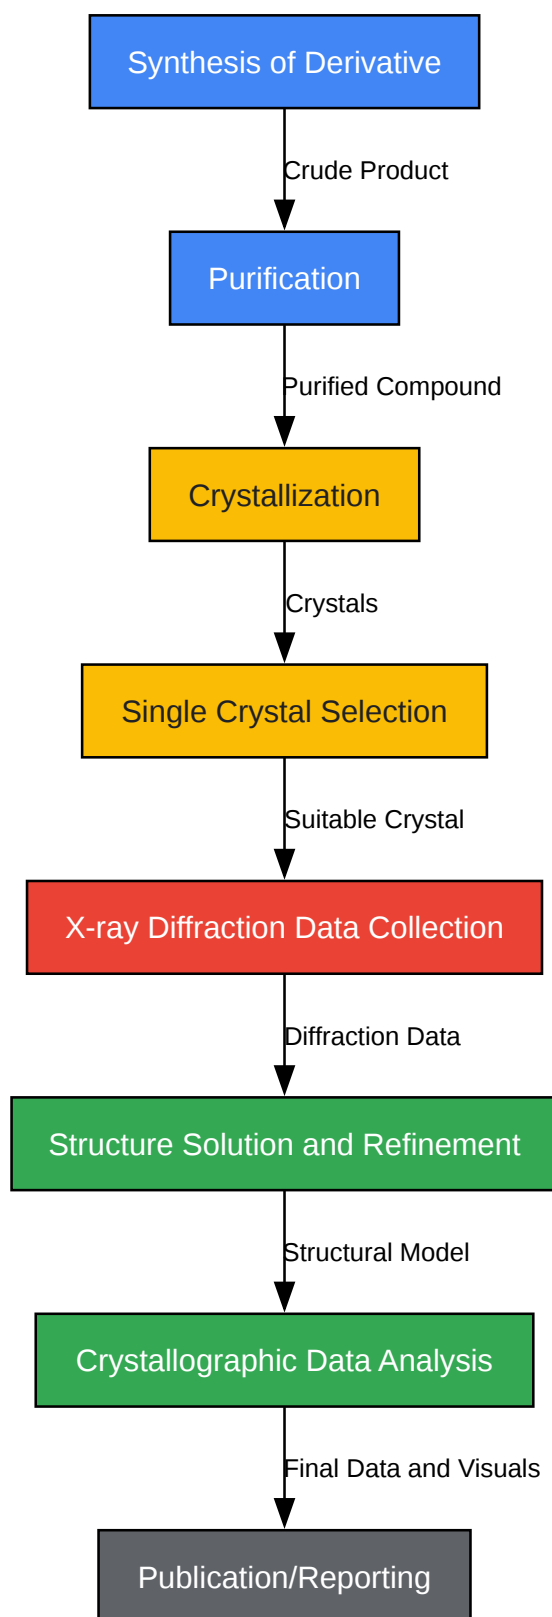 Synthesis of Derivative
Crude Product
Purification
Purified Compound
Crystallization
Crystals
Single Crystal Selection
Suitable Crystal
X-ray Diffraction Data Collection
Diffraction Data
Structure Solution and Refinement
Structural Model
Crystallographic Data Analysis
Final Data and Visuals
Publication/Reporting